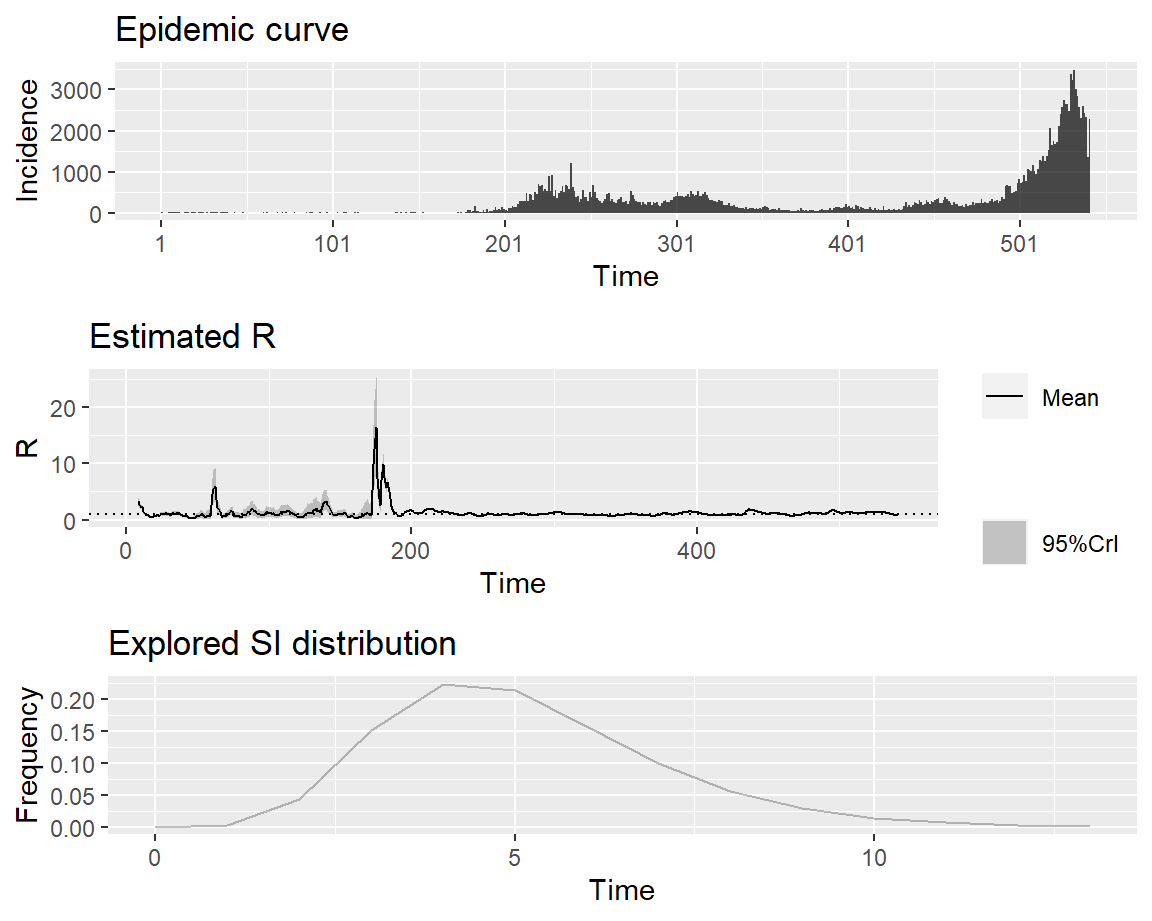 Epidemic curve
Incidence
3000
2000
1000
0
1 101 201 301 401 501
Time
Estimated R
R
20
10
0
0 200 400
Time
Mean
95%CrI
Explored SI distribution
Frequency
0.20
0.15
0.10
0.05
0.00
0 5 10
Time